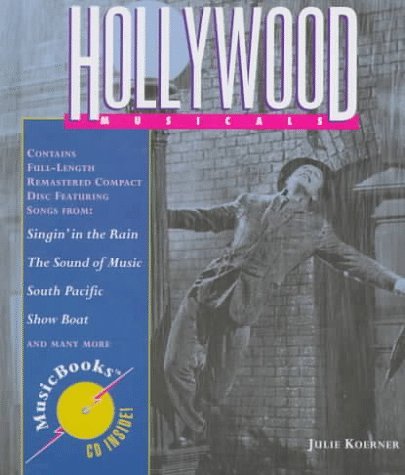 HOLLYWOOD
MUSICALS
CONTAINS
FULL-LENGTH
REMASTERED COMPACT
DISC FEATURING
SONGS FROM:
Singin' in the Rain
The Sound of Music
South Pacific
Show Boat
AND MANY MORE
MusicBooks™
CD INSIDE!
JULIE KOERNER